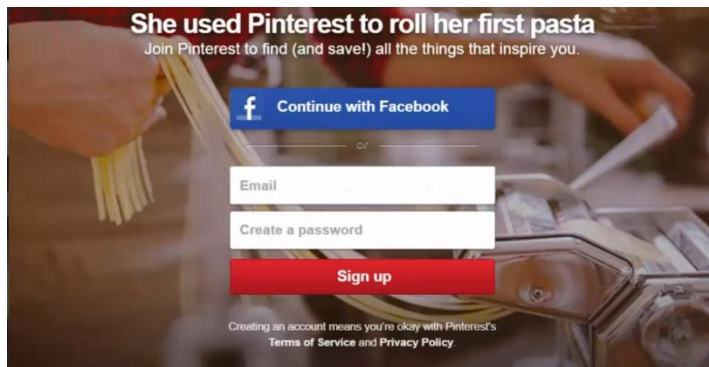 She used Pinterest to roll her first pasta
Join Pinterest to find (and save!) all the things that inspire you.
f Continue with Facebook
or
Email
Create a password
Sign up
Creating an account means you're okay with Pinterest's
Terms of Service and Privacy Policy.